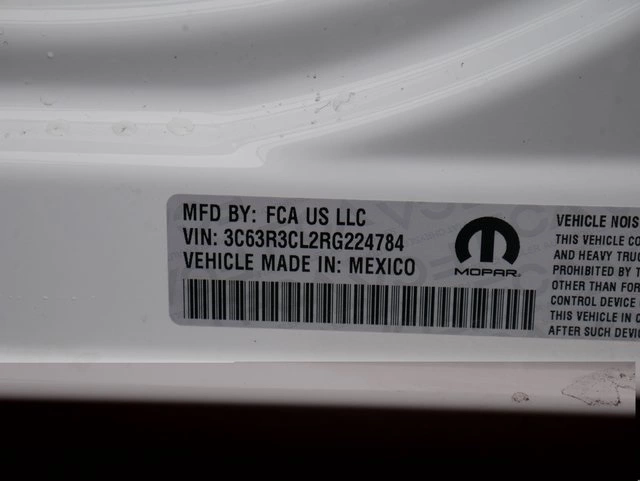 MFD BY: FCA US LLC
VIN: 3C63R3CL2RG224784
VEHICLE MADE IN: MEXICO
MOPAR
VEHICLE NOIS
THIS VEHICLE CO
AND HEAVY TRUC
PROHIBITED BY T
OTHER THAN FOR
CONTROL DEVICE
THIS VEHICLE IN C
AFTER SUCH DEVIC